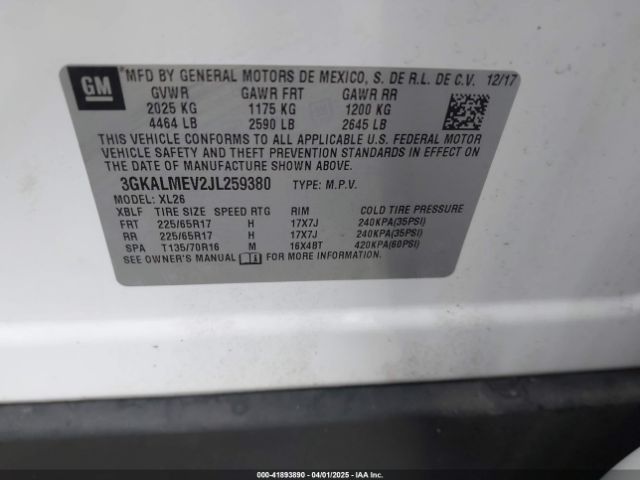 GM
MFD BY GENERAL MOTORS DE MEXICO, S. DE R.L. DE C.V. 12/17
GVWR GAWR FRT GAWR RR
2025 KG 1175 KG 1200 KG
4464 LB 2590 LB 2645 LB
THIS VEHICLE CONFORMS TO ALL APPLICABLE U.S. FEDERAL MOTOR
VEHICLE SAFETY AND THEFT PREVENTION STANDARDS IN EFFECT ON
THE DATE OF MANUFACTURE SHOWN ABOVE.
3GKALMEV2JL259380 TYPE: M.P.V.
MODEL: XL26
XBLF TIRE SIZE SPEED RTG RIM COLD TIRE PRESSURE
FRT 225/65R17 H 17X7J 240KPA(35PSI)
RR 225/65R17 H 17X7J 240KPA(35PSI)
SPA T135/70R16 M 16X4BT 420KPA(60PSI)
SEE OWNER'S MANUAL FOR MORE INFORMATION.
000-41893890 - 04/01/2025 - IAAI.COM